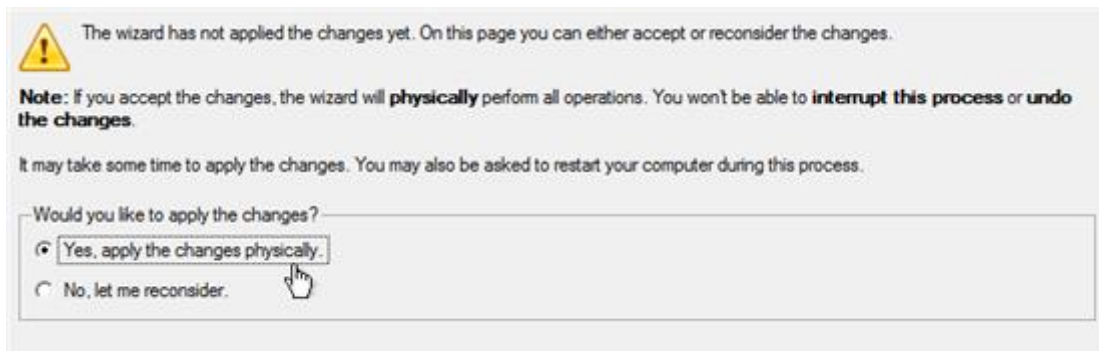 The wizard has not applied the changes yet. On this page you can either accept or reconsider the changes.
Note: If you accept the changes, the wizard will physically perform all operations. You won't be able to interrupt this process or undo
the changes.
It may take some time to apply the changes. You may also be asked to restart your computer during this process.
Would you like to apply the changes?
Yes, apply the changes physically.
No, let me reconsider.